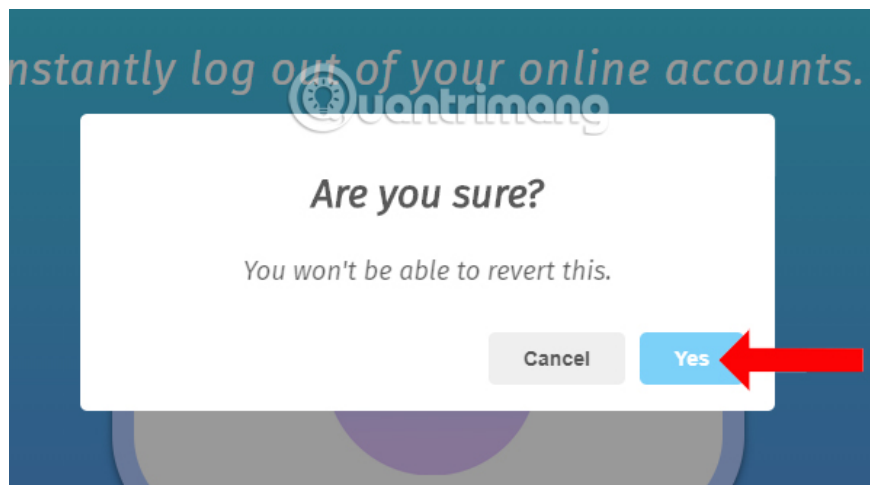 nstantly log out of your online accounts.
Quantrimang
Are you sure?
You won't be able to revert this.
Cancel
Yes